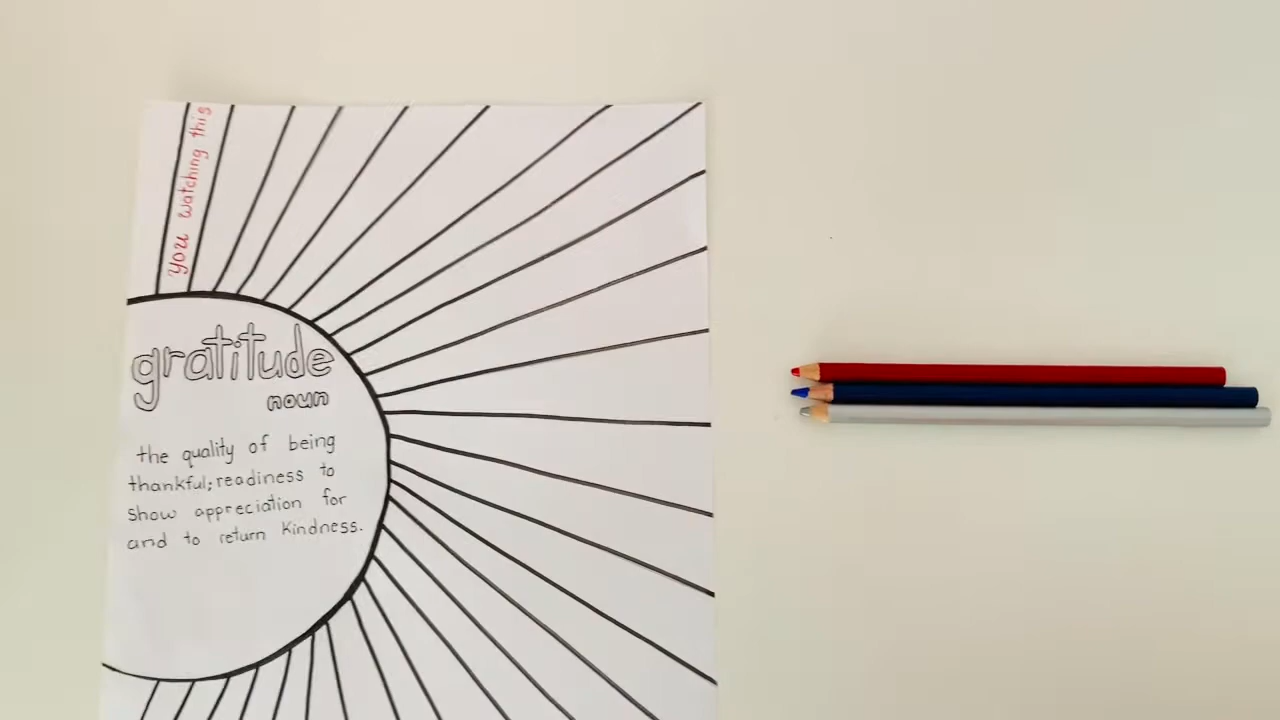 you watching this
gratitude
noun
the quality of being
thankful; readiness to
show appreciation for
and to return kindness.